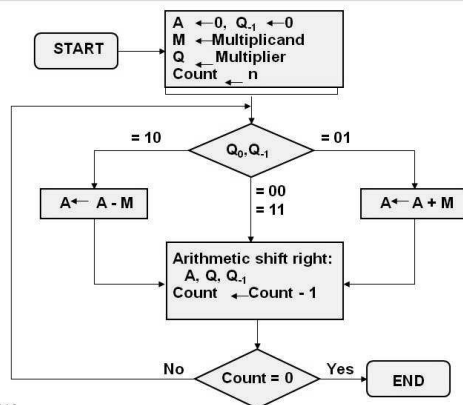 START
A ←0, Q-1 ←0
M ←Multiplicand
Q ← Multiplier
Count ← n
= 10
Q0,Q-1
= 01
A← A - M
= 00
= 11
A← A + M
Arithmetic shift right:
A, Q, Q-1
Count ←Count - 1
No
Count = 0
Yes
END